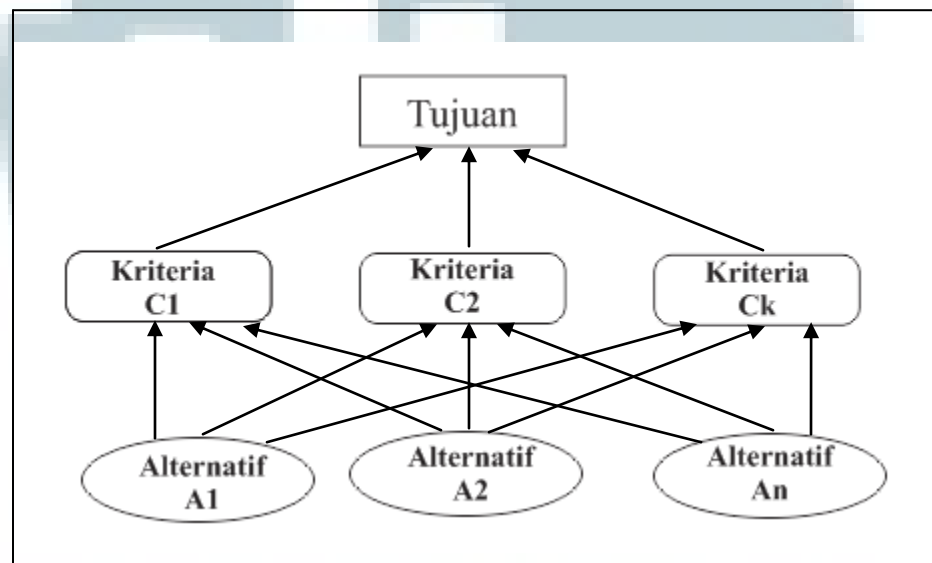 Tujuan
Kriteria
C1
Kriteria
C2
Kriteria
Ck
Alternatif
A1
Alternatif
A2
Alternatif
An